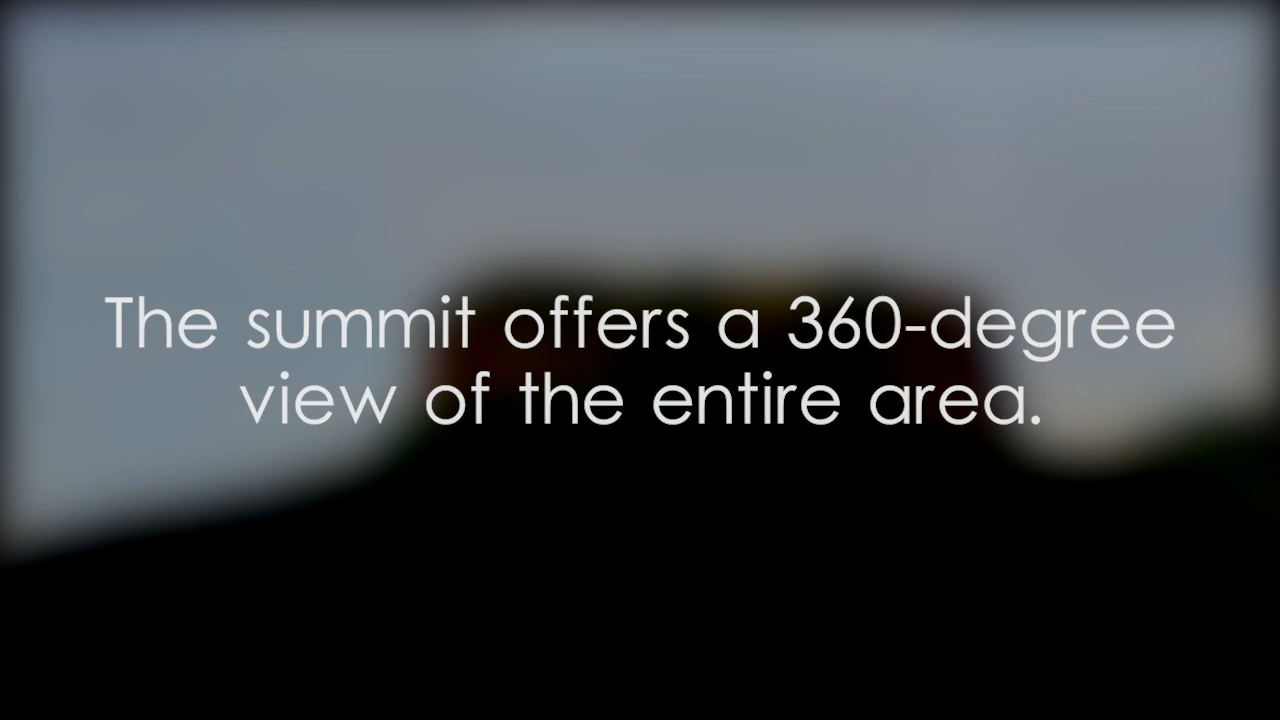 The summit offers a 360-degree
view of the entire area.